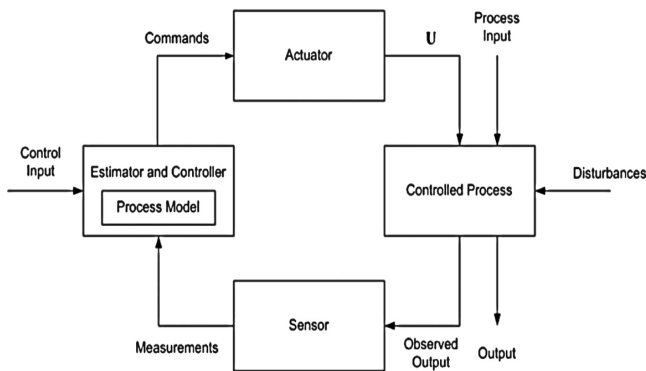 Process
Input
Commands
Actuator
U
Control
Input
Estimator and Controller
Process Model
Controlled Process
Disturbances
Sensor
Measurements
Observed
Output
Output